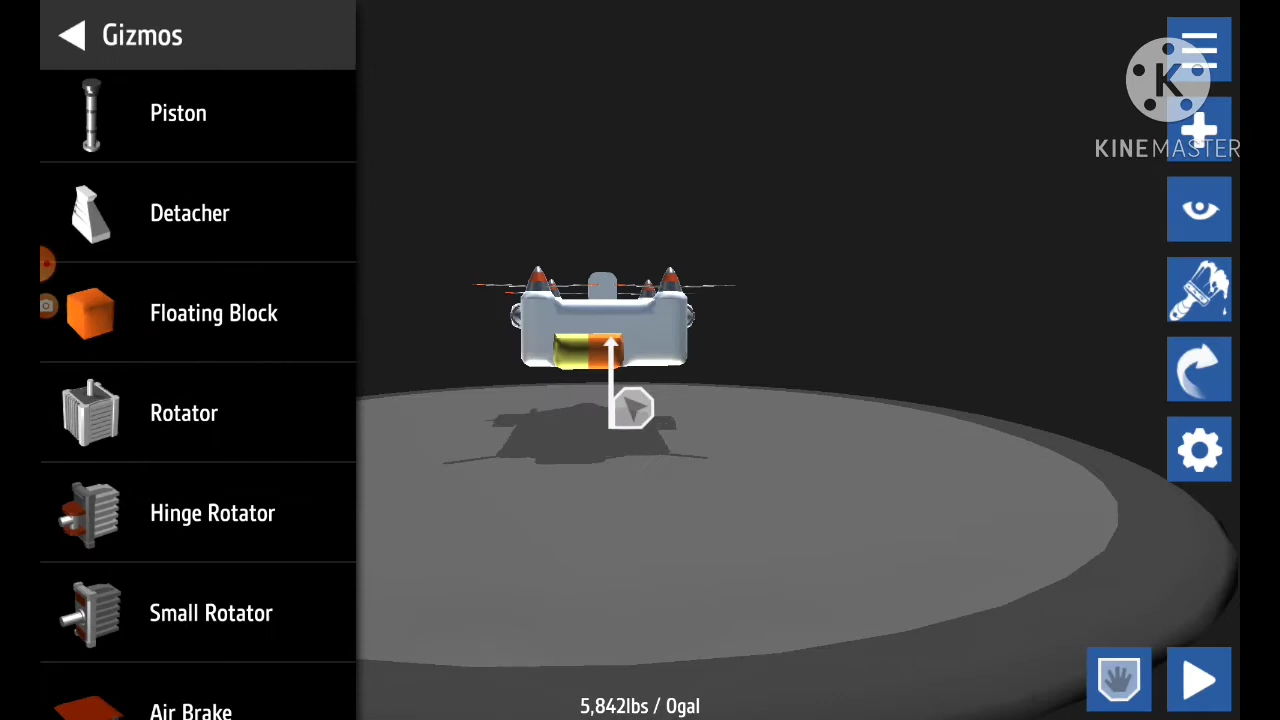 Gizmos
Piston
Detacher
Floating Block
Rotator
Hinge Rotator
Small Rotator
Air Brake
K
KINEMASTER
5,842lbs / 0gal